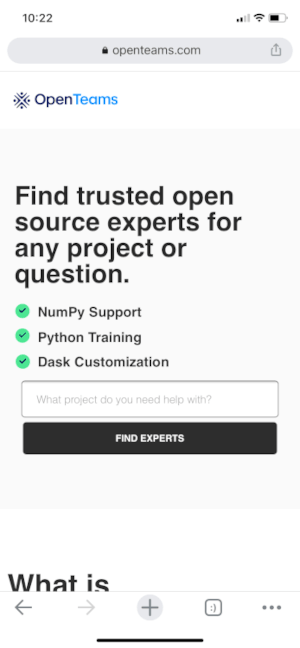 10:22
openteams.com
OpenTeams
Find trusted open
source experts for
any project or
question.
NumPy Support
Python Training
Dask Customization
What project do you need help with?
FIND EXPERTS
What is
:)